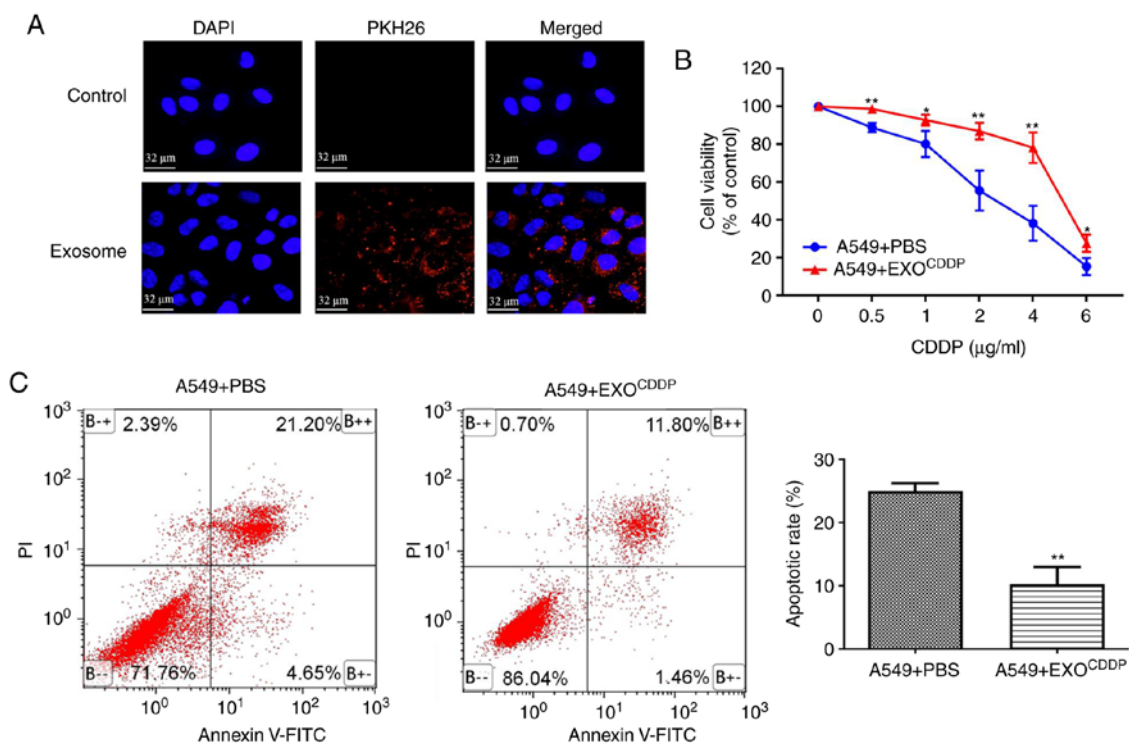 A
DAPI
PKH26
Merged
Control
32 μm
32 μm
32 μm
Exosome
32 μm
32 μm
32 μm
B
Cell viability
(% of control)
120
100
80
60
40
20
0
**
*
**
**
*
A549+PBS
A549+EXOCDDP
0 0.5 1 2 4 6
CDDP (μg/ml)
C
A549+PBS
B-+ 2.39% 21.20% B++
B-- 71.76% 4.65% B+-
10³
10²
10¹
10⁰
PI
10⁰ 10¹ 10² 10³
Annexin V-FITC
A549+EXOCDDP
B-+ 0.70% 11.80% B++
B-- 86.04% 1.46% B+-
10³
10²
10¹
10⁰
PI
10⁰ 10¹ 10² 10³
Annexin V-FITC
Apoptotic rate (%)
30
20
10
0
**
A549+PBS
A549+EXOCDDP